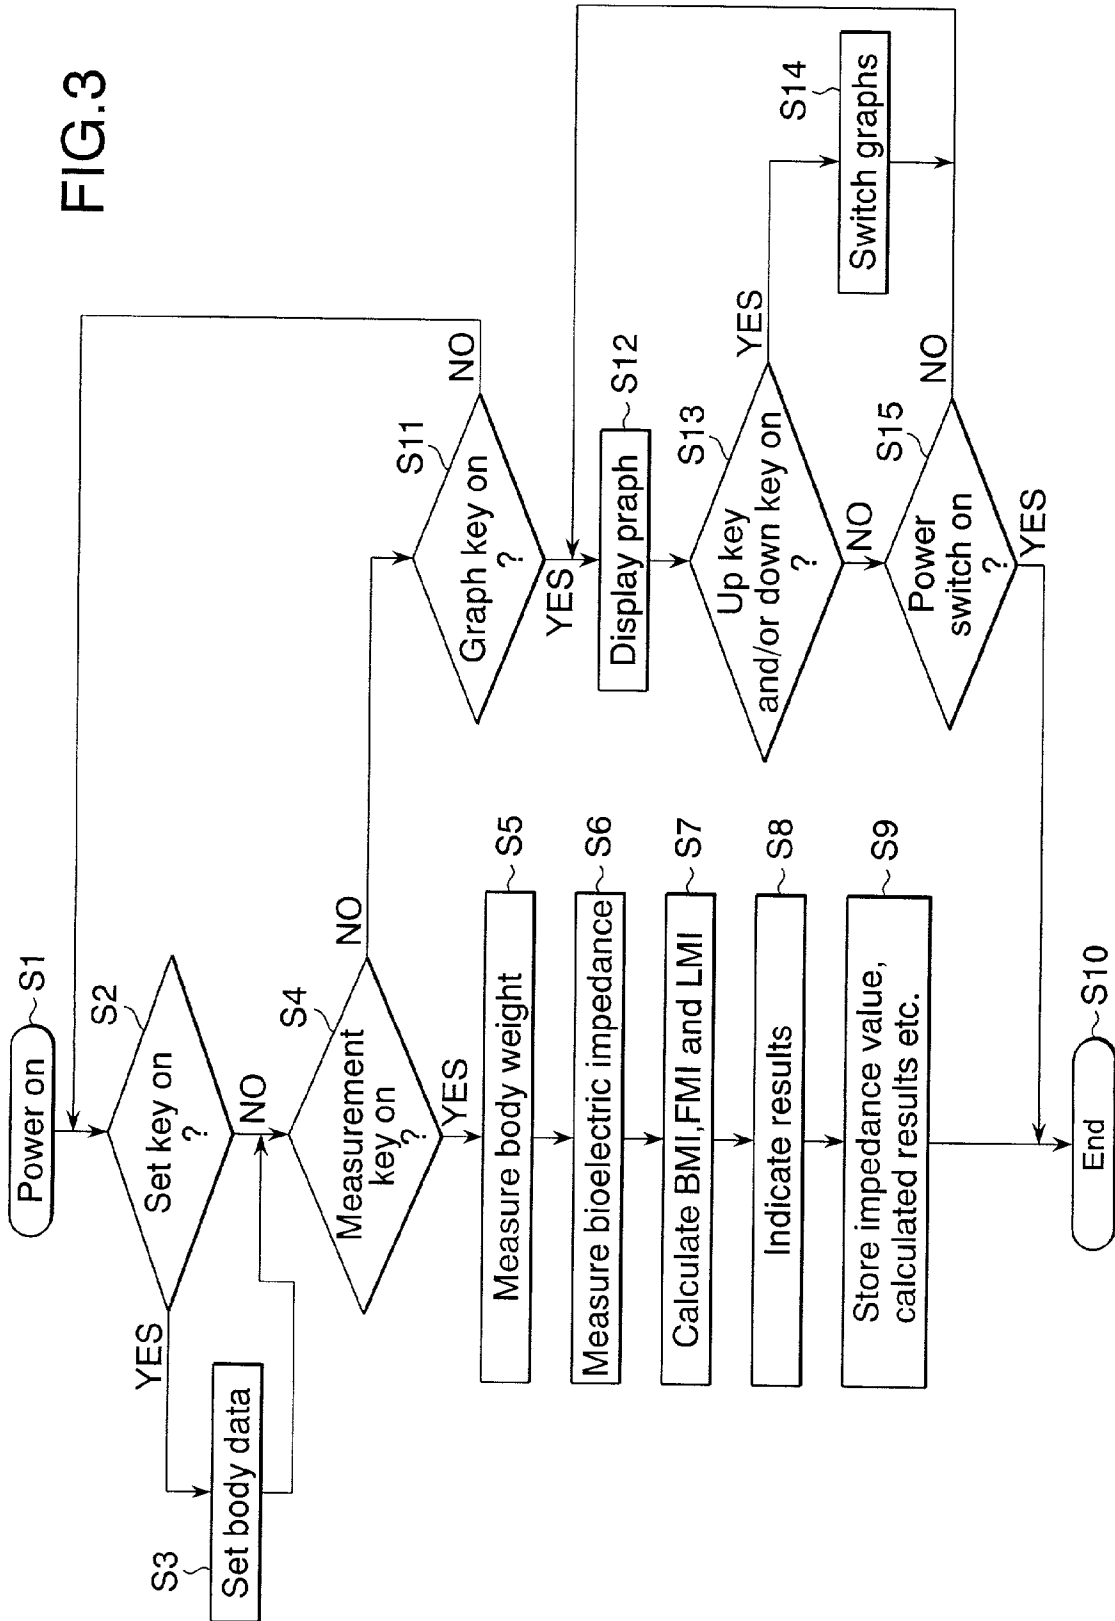 FIG.3
Power on
S1
Set key on
?
S2
YES
NO
S3
Set body data
Measurement
key on
?
S4
YES
NO
Measure body weight
S5
Measure bioelectric impedance
S6
Calculate BMI,FMI and LMI
S7
Indicate results
S8
Store impedance value,
calculated results etc.
S9
End
S10
Graph key on
?
S11
NO
YES
Display praph
S12
Up key
and/or down key on
?
S13
YES
NO
Switch graphs
S14
Power
switch on
?
S15
NO
YES